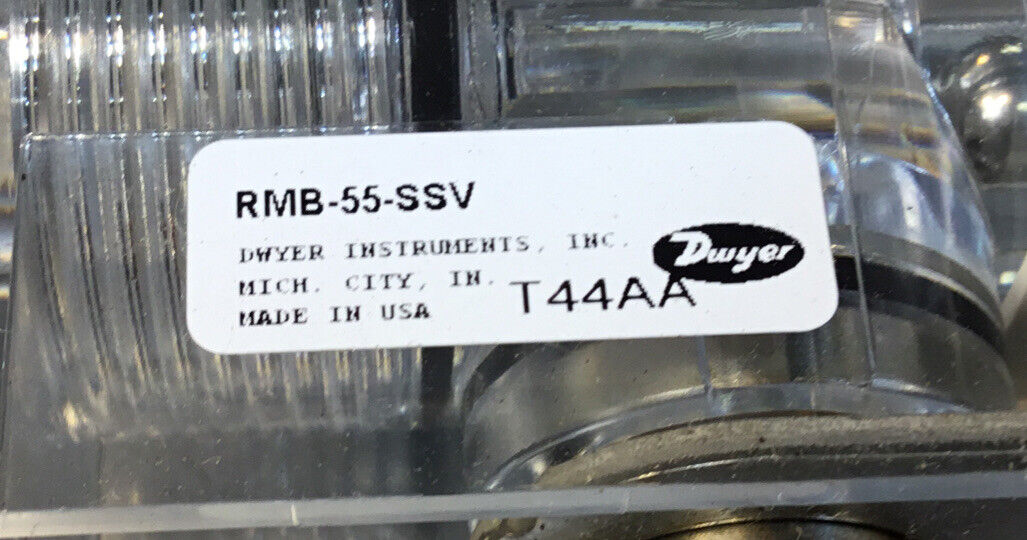 RMB-55-SSV
DWYER INSTRUMENTS, INC.
Dwyer
MICH. CITY, IN.
T44AA
MADE IN USA